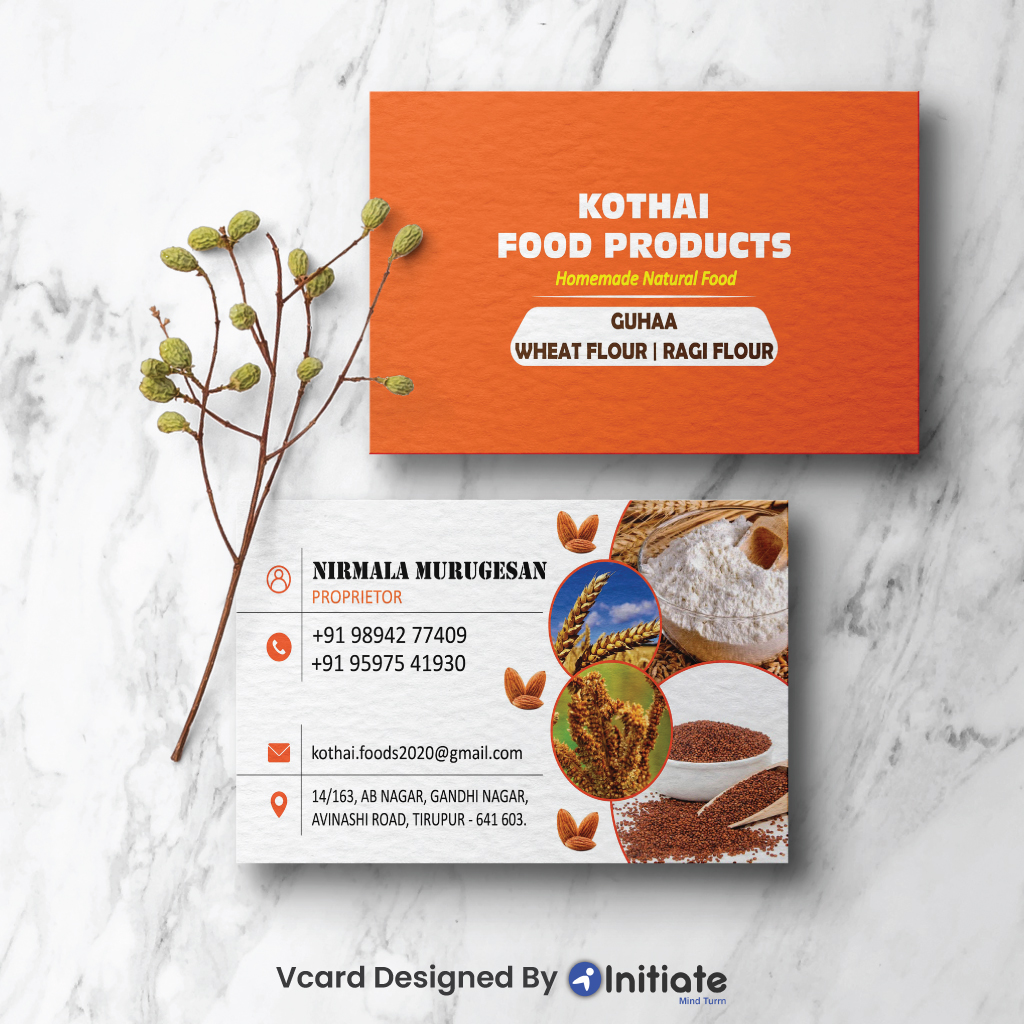 KOTHAI
FOOD PRODUCTS
Homemade Natural Food
GUHAA
WHEAT FLOUR | RAGI FLOUR
NIRMALA MURUGESAN
PROPRIETOR
+91 98942 77409
+91 95975 41930
kothai.foods2020@gmail.com
14/163, AB NAGAR, GANDHI NAGAR,
AVINASHI ROAD, TIRUPUR - 641 603.
Vcard Designed By Initiate
Mind Turm